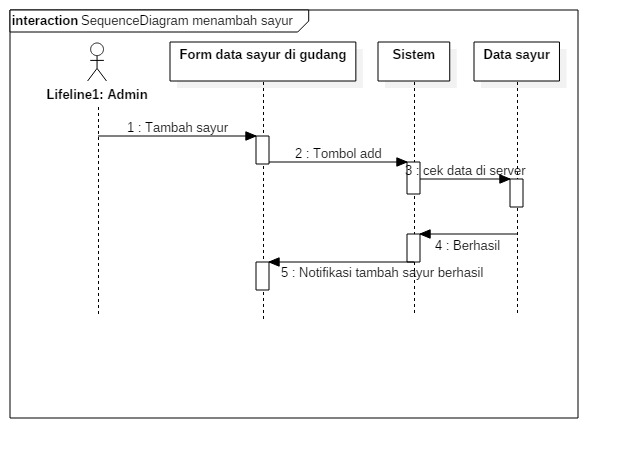 interaction SequenceDiagram menambah sayur
Form data sayur di gudang
Sistem
Data sayur
Lifeline1: Admin
1 : Tambah sayur
2 : Tombol add
3 : cek data di server
4 : Berhasil
5 : Notifikasi tambah sayur berhasil